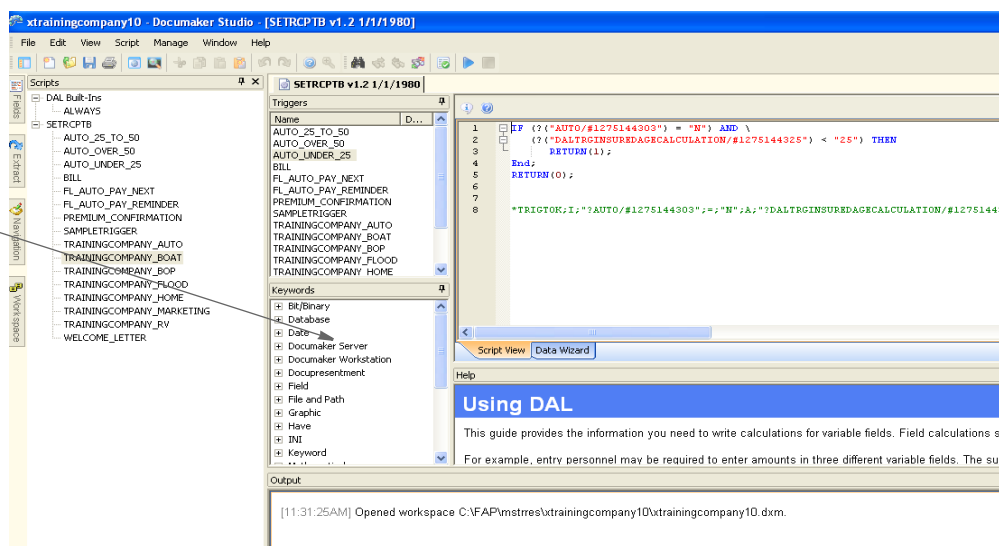 xtrainingcompany10 - Documaker Studio - [SETRCPTB v1.2 1/1/1980]
File Edit View Script Manage Window Help
Fields
Extract
Navigation
Workspace
Scripts
DAL Built-Ins
ALWAYS
SETRCPTB
AUTO_25_TO_50
AUTO_OVER_50
AUTO_UNDER_25
BILL
FL_AUTO_PAY_NEXT
FL_AUTO_PAY_REMINDER
PREMIUM_CONFIRMATION
SAMPLETRIGGER
TRAININGCOMPANY_AUTO
TRAININGCOMPANY_BOAT
TRAININGCOMPANY_BOP
TRAININGCOMPANY_FLOOD
TRAININGCOMPANY_HOME
TRAININGCOMPANY_MARKETING
TRAININGCOMPANY_RV
WELCOME_LETTER
SETRCPTB v1.2 1/1/1980
Triggers
Name D...
AUTO_25_TO_50
AUTO_OVER_50
AUTO_UNDER_25
BILL
FL_AUTO_PAY_NEXT
FL_AUTO_PAY_REMINDER
PREMIUM_CONFIRMATION
SAMPLETRIGGER
TRAININGCOMPANY_AUTO
TRAININGCOMPANY_BOAT
TRAININGCOMPANY_BOP
TRAININGCOMPANY_FLOOD
TRAININGCOMPANY HOME
Keywords
Bit/Binary
Database
Date
Documaker Server
Documaker Workstation
Docupresentment
Field
File and Path
Graphic
Have
INI
Keyword
1 IF (?("AUTO/#1275144303") = "N") AND \
2 (?("DALTRGINSUREDAGECALCULATION/#1275144325") < "25") THEN
3 RETURN(1);
4 End;
5 RETURN(0);
6
7
8 *TRIGTOK;I;"?AUTO/#1275144303";=;"N";A;"?DALTRGINSUREDAGECALCULATION/#1275144
Script View Data Wizard
Help
Using DAL
This guide provides the information you need to write calculations for variable fields. Field calculations s
For example, entry personnel may be required to enter amounts in three different variable fields. The su
Output
[11:31:25AM] Opened workspace C:\FAP\mstrres\xtrainingcompany10\xtrainingcompany10.dxm.